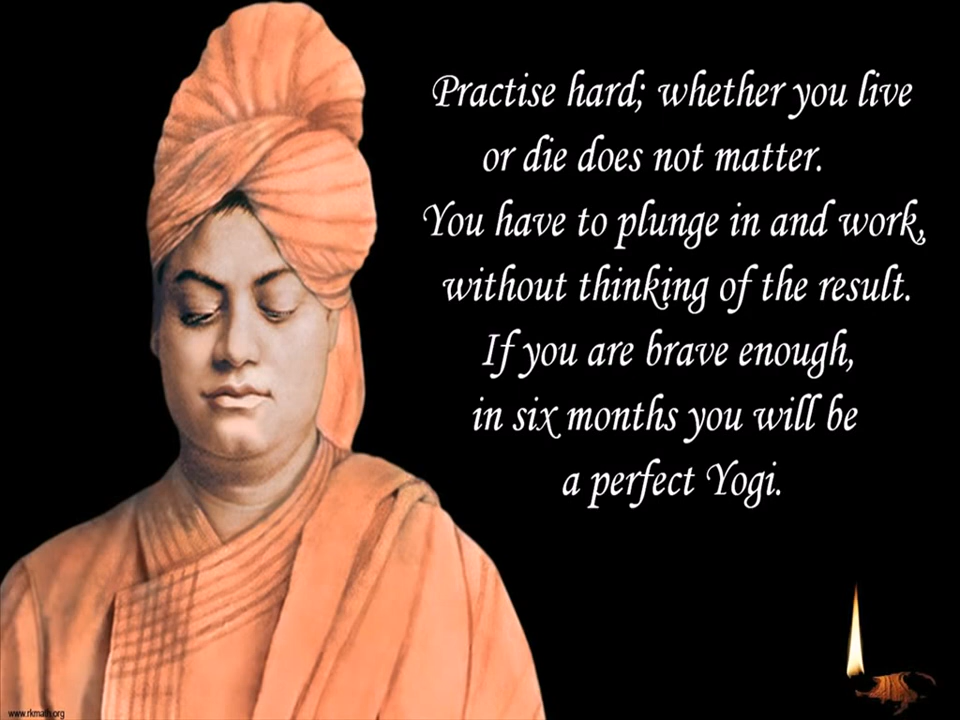 Practise hard; whether you live
or die does not matter.
You have to plunge in and work,
without thinking of the result.
If you are brave enough,
in six months you will be
a perfect Yogi.
www.rkmath.org